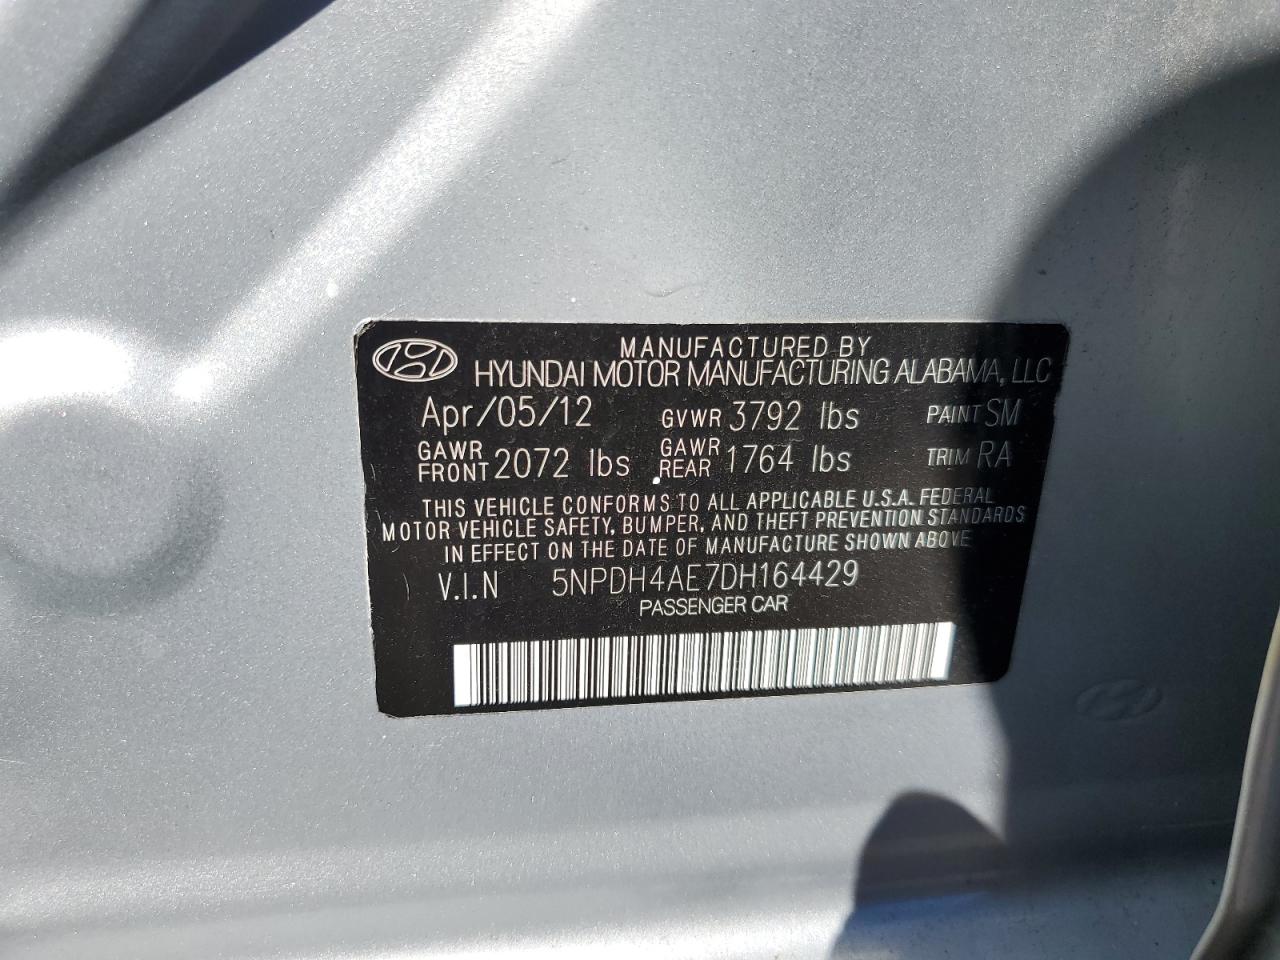 MANUFACTURED BY
HYUNDAI MOTOR MANUFACTURING ALABAMA, LLC
Apr/05/12 GVWR 3792 lbs PAINT SM
GAWR FRONT 2072 lbs GAWR REAR 1764 lbs TRIM RA
THIS VEHICLE CONFORMS TO ALL APPLICABLE U.S.A. FEDERAL
MOTOR VEHICLE SAFETY, BUMPER, AND THEFT PREVENTION STANDARDS
IN EFFECT ON THE DATE OF MANUFACTURE SHOWN ABOVE
V.I.N 5NPDH4AE7DH164429
PASSENGER CAR